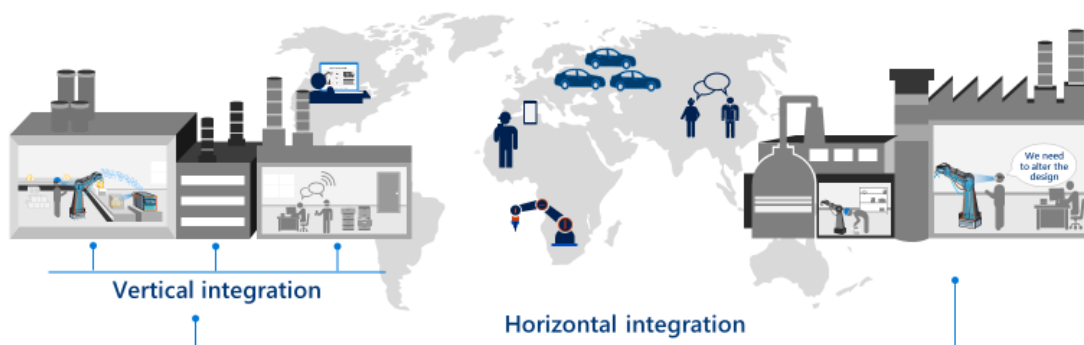 We need
to alter the
design
Vertical integration
Horizontal integration